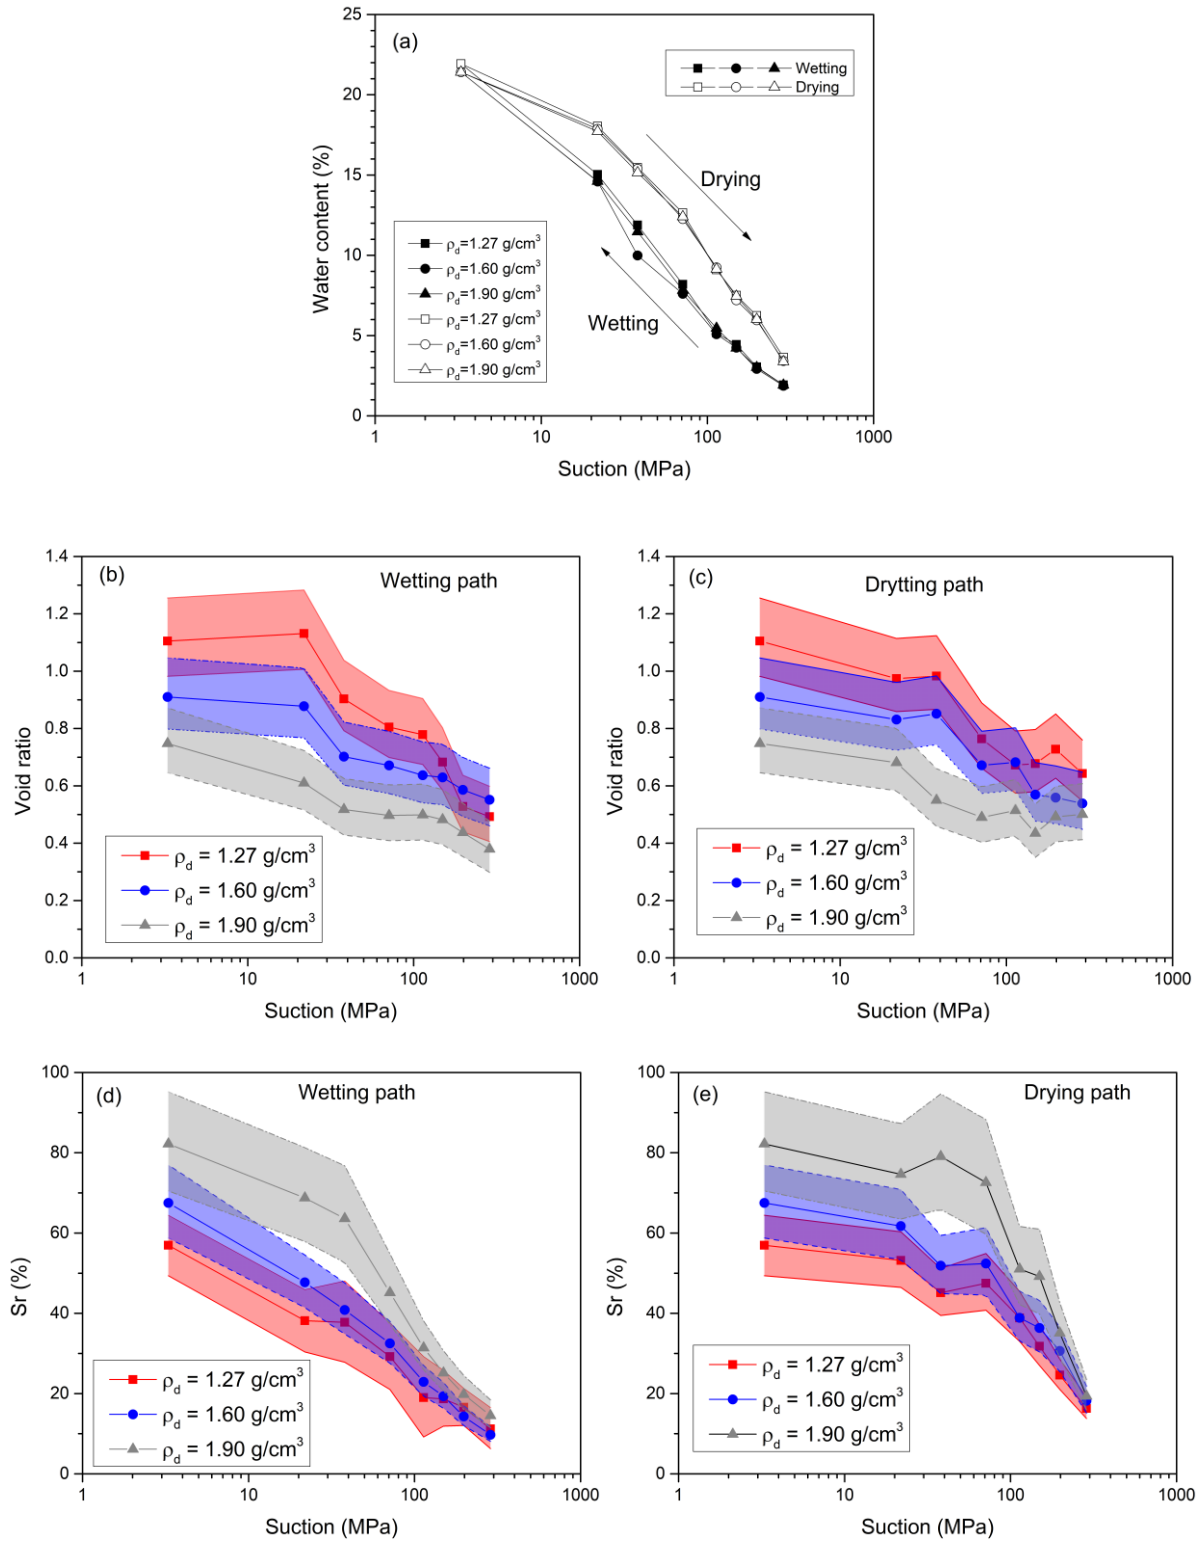 (a)
25
20
15
10
5
0
Water content (%)
Wetting
Drying
Drying
Wetting
ρd=1.27 g/cm³
ρd=1.60 g/cm³
ρd=1.90 g/cm³
ρd=1.27 g/cm³
ρd=1.60 g/cm³
ρd=1.90 g/cm³
1 10 100 1000
Suction (MPa)
(b)
Wetting path
1.4
1.2
1.0
0.8
0.6
0.4
0.2
0.0
Void ratio
ρd = 1.27 g/cm³
ρd = 1.60 g/cm³
ρd = 1.90 g/cm³
1 10 100 1000
Suction (MPa)
(c)
Drytting path
1.4
1.2
1.0
0.8
0.6
0.4
0.2
0.0
Void ratio
ρd = 1.27 g/cm³
ρd = 1.60 g/cm³
ρd = 1.90 g/cm³
1 10 100 1000
Suction (MPa)
(d)
Wetting path
100
80
60
40
20
0
Sr (%)
ρd = 1.27 g/cm³
ρd = 1.60 g/cm³
ρd = 1.90 g/cm³
1 10 100 1000
Suction (MPa)
(e)
Drying path
100
80
60
40
20
0
Sr (%)
ρd = 1.27 g/cm³
ρd = 1.60 g/cm³
ρd = 1.90 g/cm³
1 10 100 1000
Suction (MPa)